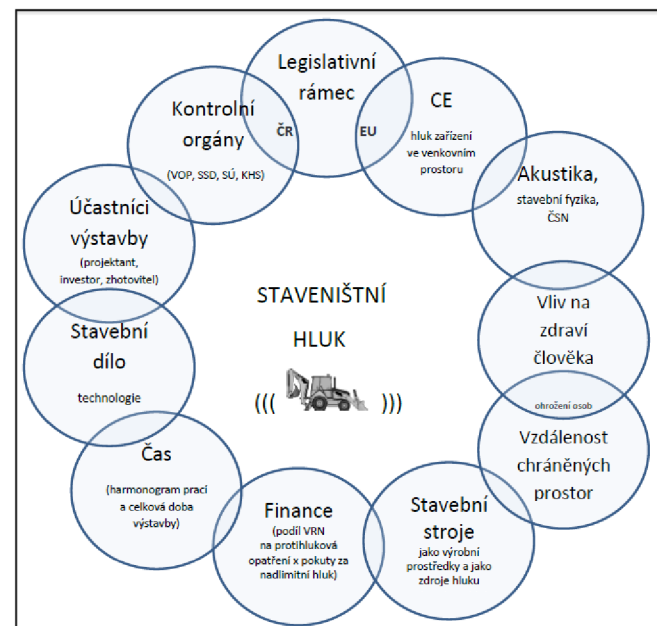 Legislativní
rámec
ČR
EU
CE
hluk zařízení
ve venkovním
prostoru
Akustika,
stavební fyzika,
ČSN
Vliv na
zdraví
člověka
ohrožení osob
Vzdálenost
chráněných
prostor
Stavební
stroje
jako výrobní
prostředky a jako
zdroje hluku
Finance
(podíl VRN
na protihluková
opatření x pokuty za
nadlimitní hluk)
Čas
(harmonogram prací
a celková doba
výstavby)
Stavební
dílo
technologie
Účastníci
výstavby
(projektant,
investor, zhotovitel)
Kontrolní
orgány
(VOP, SSD, SÚ, KHS)
STAVENIŠTNÍ
HLUK
((( )))